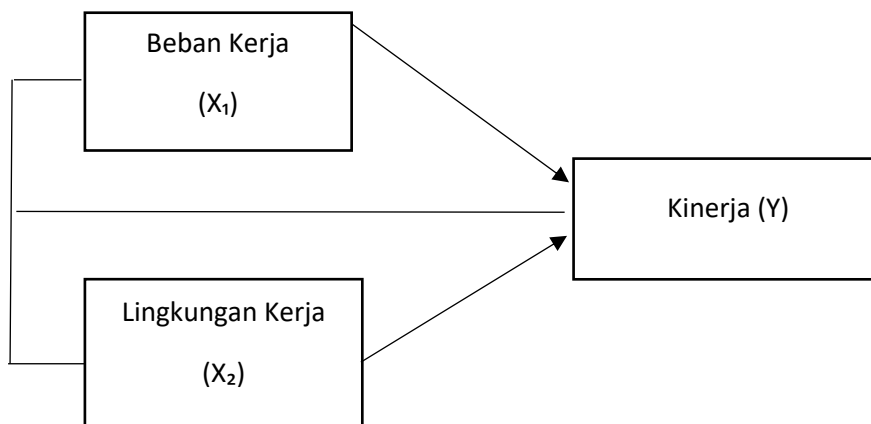 Beban Kerja
(X₁)
Kinerja (Y)
Lingkungan Kerja
(X₂)